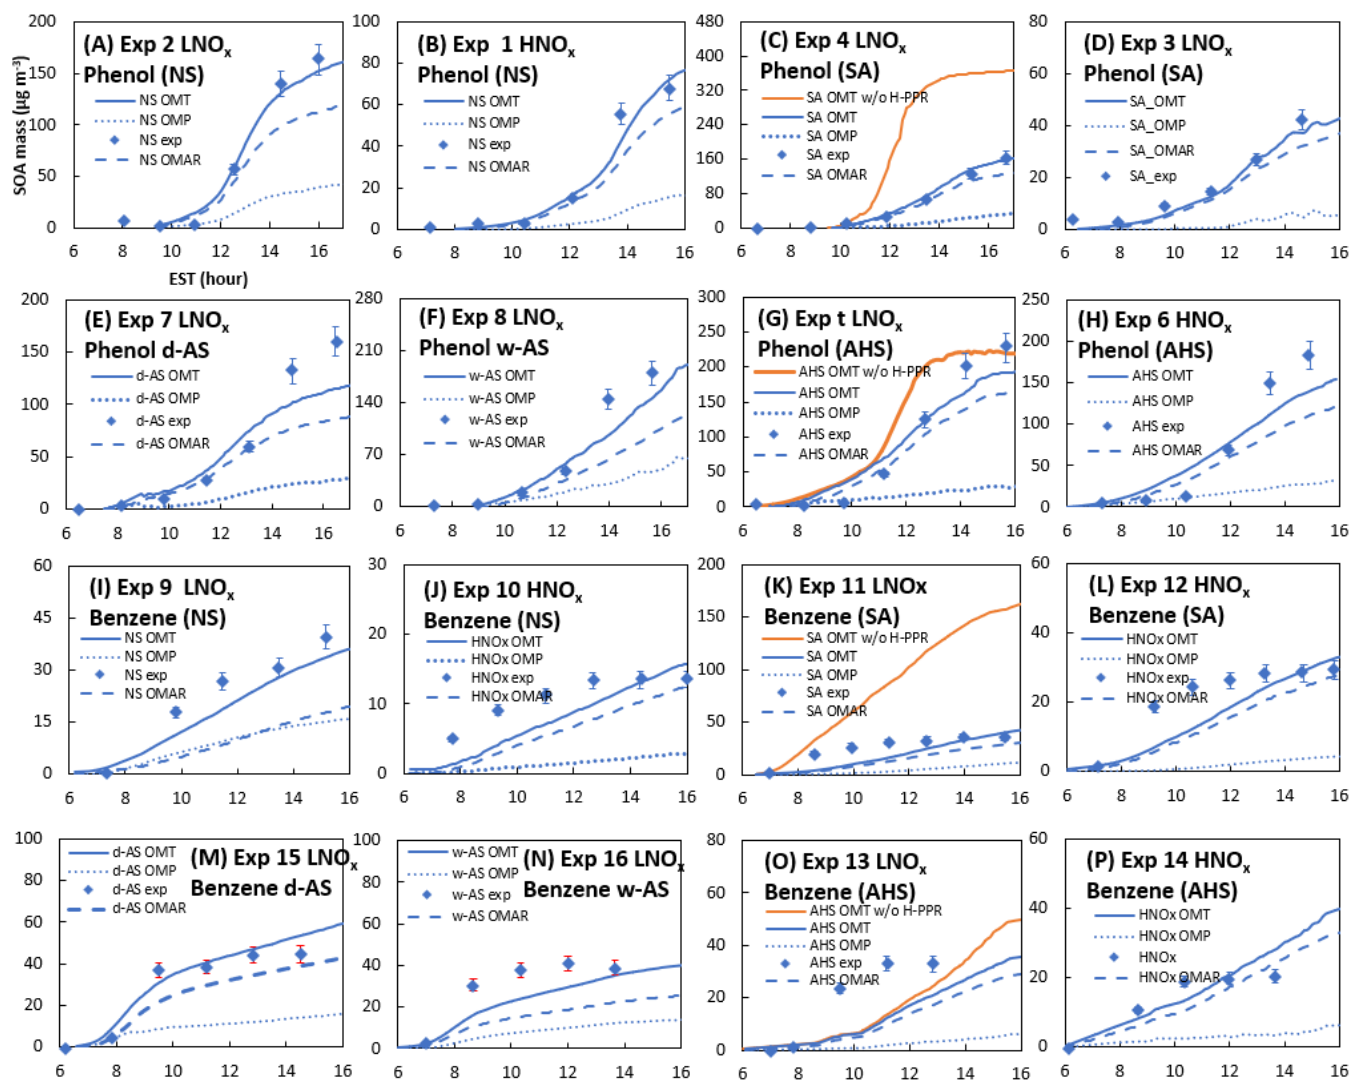 (A) Exp 2 LNOx
Phenol (NS)
NS OMT
NS OMP
NS exp
NS OMAR
SOA mass (µg m-3)
200
150
100
50
0
6 8 10 12 14 16
EST (hour)
(B) Exp 1 HNOx
Phenol (NS)
NS OMT
NS OMP
NS exp
NS OMAR
100
80
60
40
20
0
6 8 10 12 14 16
(C) Exp 4 LNOx
Phenol (SA)
SA OMT w/o H-PPR
SA OMT
SA OMP
SA exp
SA OMAR
480
400
320
240
160
80
0
6 8 10 12 14 16
(D) Exp 3 LNOx
Phenol (SA)
SA_OMT
SA_OMP
SA_OMAR
SA_exp
80
60
40
20
0
6 8 10 12 14 16
(E) Exp 7 LNOx
Phenol d-AS
d-AS OMT
d-AS OMP
d-AS exp
d-AS OMAR
200
150
100
50
0
6 8 10 12 14 16
(F) Exp 8 LNOx
Phenol w-AS
w-AS OMT
w-AS OMP
w-AS exp
w-AS OMAR
280
210
140
70
0
6 8 10 12 14 16
(G) Exp t LNOx
Phenol (AHS)
AHS OMT w/o H-PPR
AHS OMT
AHS OMP
AHS exp
AHS OMAR
300
250
200
150
100
50
0
6 8 10 12 14 16
(H) Exp 6 HNOx
Phenol (AHS)
AHS OMT
AHS OMP
AHS exp
AHS OMAR
250
200
150
100
50
0
6 8 10 12 14 16
(I) Exp 9 LNOx
Benzene (NS)
NS OMT
NS OMP
NS exp
NS OMAR
60
45
30
15
0
6 8 10 12 14 16
(J) Exp 10 HNOx
Benzene (NS)
HNOx OMT
HNOx OMP
HNOx exp
HNOx OMAR
30
20
10
0
6 8 10 12 14 16
(K) Exp 11 LNOx
Benzene (SA)
SA OMT w/o H-PPR
SA OMT
SA OMP
SA exp
SA OMAR
200
150
100
50
0
6 8 10 12 14 16
(L) Exp 12 HNOx
Benzene (SA)
HNOx OMT
HNOx OMP
HNOx exp
HNOx OMAR
60
40
20
0
6 8 10 12 14 16
(M) Exp 15 LNOx
Benzene d-AS
d-AS OMT
d-AS OMP
d-AS exp
d-AS OMAR
100
80
60
40
20
0
6 8 10 12 14 16
(N) Exp 16 LNOx
Benzene w-AS
w-AS OMT
w-AS OMP
w-AS exp
w-AS OMAR
100
80
60
40
20
0
6 8 10 12 14 16
(O) Exp 13 LNOx
Benzene (AHS)
AHS OMT w/o H-PPR
AHS OMT
AHS OMP
AHS exp
AHS OMAR
80
60
40
20
0
6 8 10 12 14 16
(P) Exp 14 HNOx
Benzene (AHS)
HNOx OMT
HNOx OMP
HNOx
HNOx OMAR
60
40
20
0
6 8 10 12 14 16